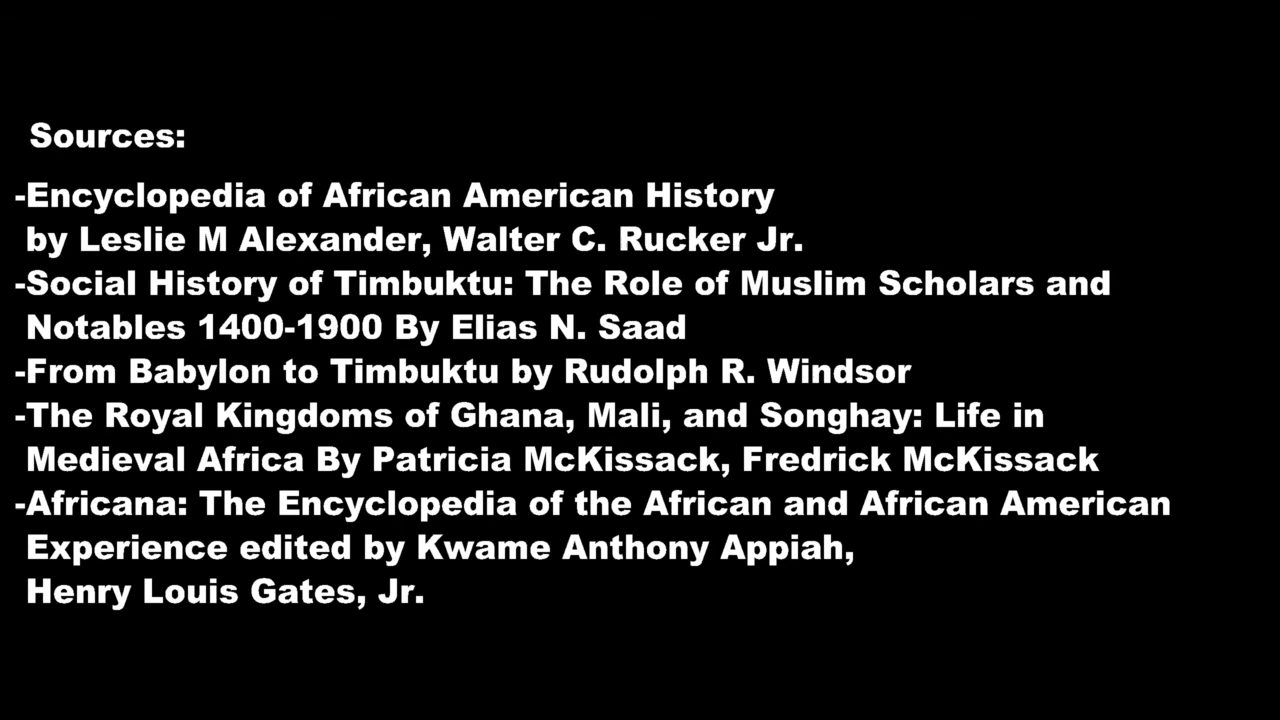 Sources:
-Encyclopedia of African American History
by Leslie M Alexander, Walter C. Rucker Jr.
-Social History of Timbuktu: The Role of Muslim Scholars and
Notables 1400-1900 By Elias N. Saad
-From Babylon to Timbuktu by Rudolph R. Windsor
-The Royal Kingdoms of Ghana, Mali, and Songhay: Life in
Medieval Africa By Patricia McKissack, Fredrick McKissack
-Africana: The Encyclopedia of the African and African American
Experience edited by Kwame Anthony Appiah,
Henry Louis Gates, Jr.